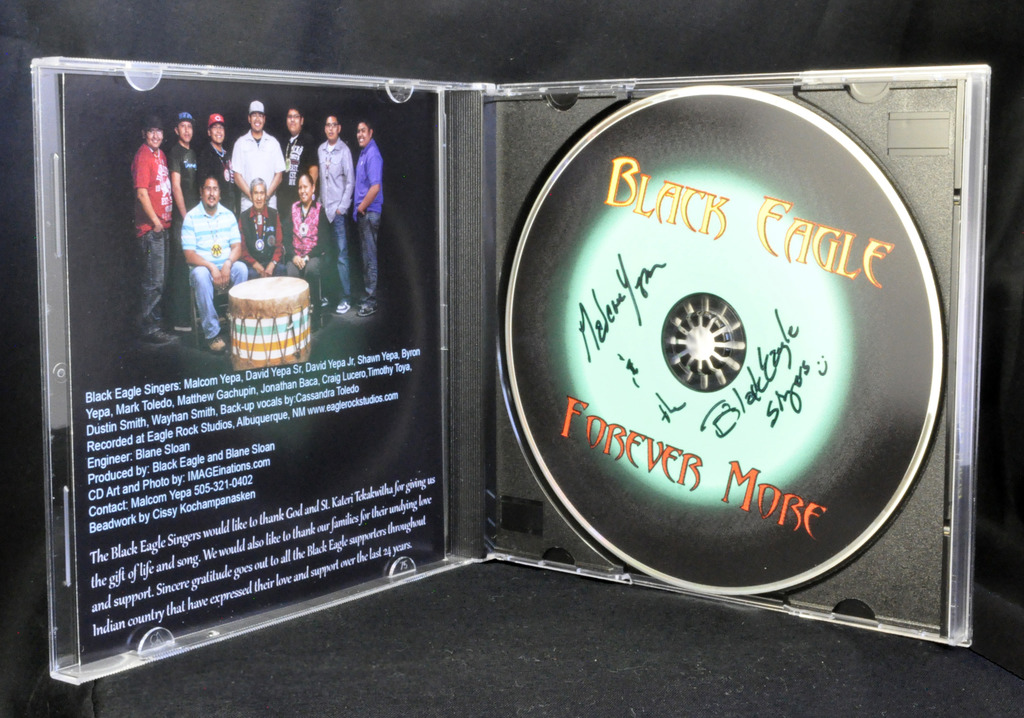 Black Eagle Singers: Malcom Yepa, David Yepa Sr, David Yepa Jr, Shawn Yepa, Byron
Yepa, Mark Toledo, Matthew Gachupin, Jonathan Baca, Craig Lucero,Timothy Toya,
Dustin Smith, Wayhan Smith, Back-up vocals by:Cassandra Toledo
Recorded at Eagle Rock Studios, Albuquerque, NM www.eaglerockstudios.com
Engineer: Blane Sloan
Produced by: Black Eagle and Blane Sloan
CD Art and Photo by: IMAGEinations.com
Contact: Malcom Yepa 505-321-0402
Beadwork by Cissy Kochampanasken
The Black Eagle Singers would like to thank God and St. Kateri Tekakwitha for giving us
the gift of life and song. We would also like to thank our families for their undying love
and support. Sincere gratitude goes out to all the Black Eagle supporters throughout
Indian country that have expressed their love and support over the last 24 years.
Black Eagle
Malcom Yepa
the
Black Eagle
Singers
Forever More